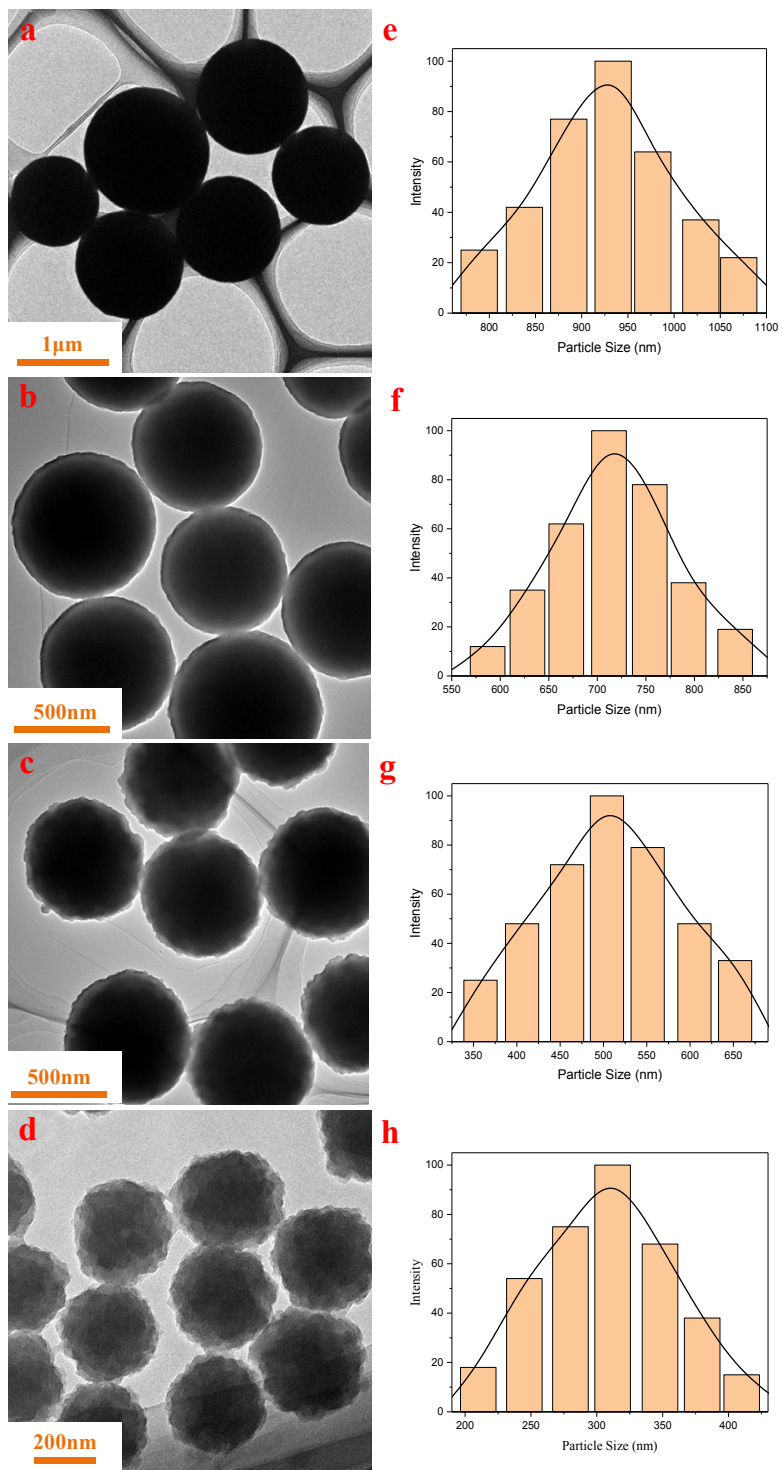 a
1μm
e
100
80
60
40
20
0
Intensity
800 850 900 950 1000 1050 1100
Particle Size (nm)
b
500nm
f
100
80
60
40
20
0
Intensity
550 600 650 700 750 800 850
Particle Size (nm)
c
500nm
g
100
80
60
40
20
0
Intensity
350 400 450 500 550 600 650
Particle Size (nm)
d
200nm
h
100
80
60
40
20
0
Intensity
200 250 300 350 400
Particle Size (nm)